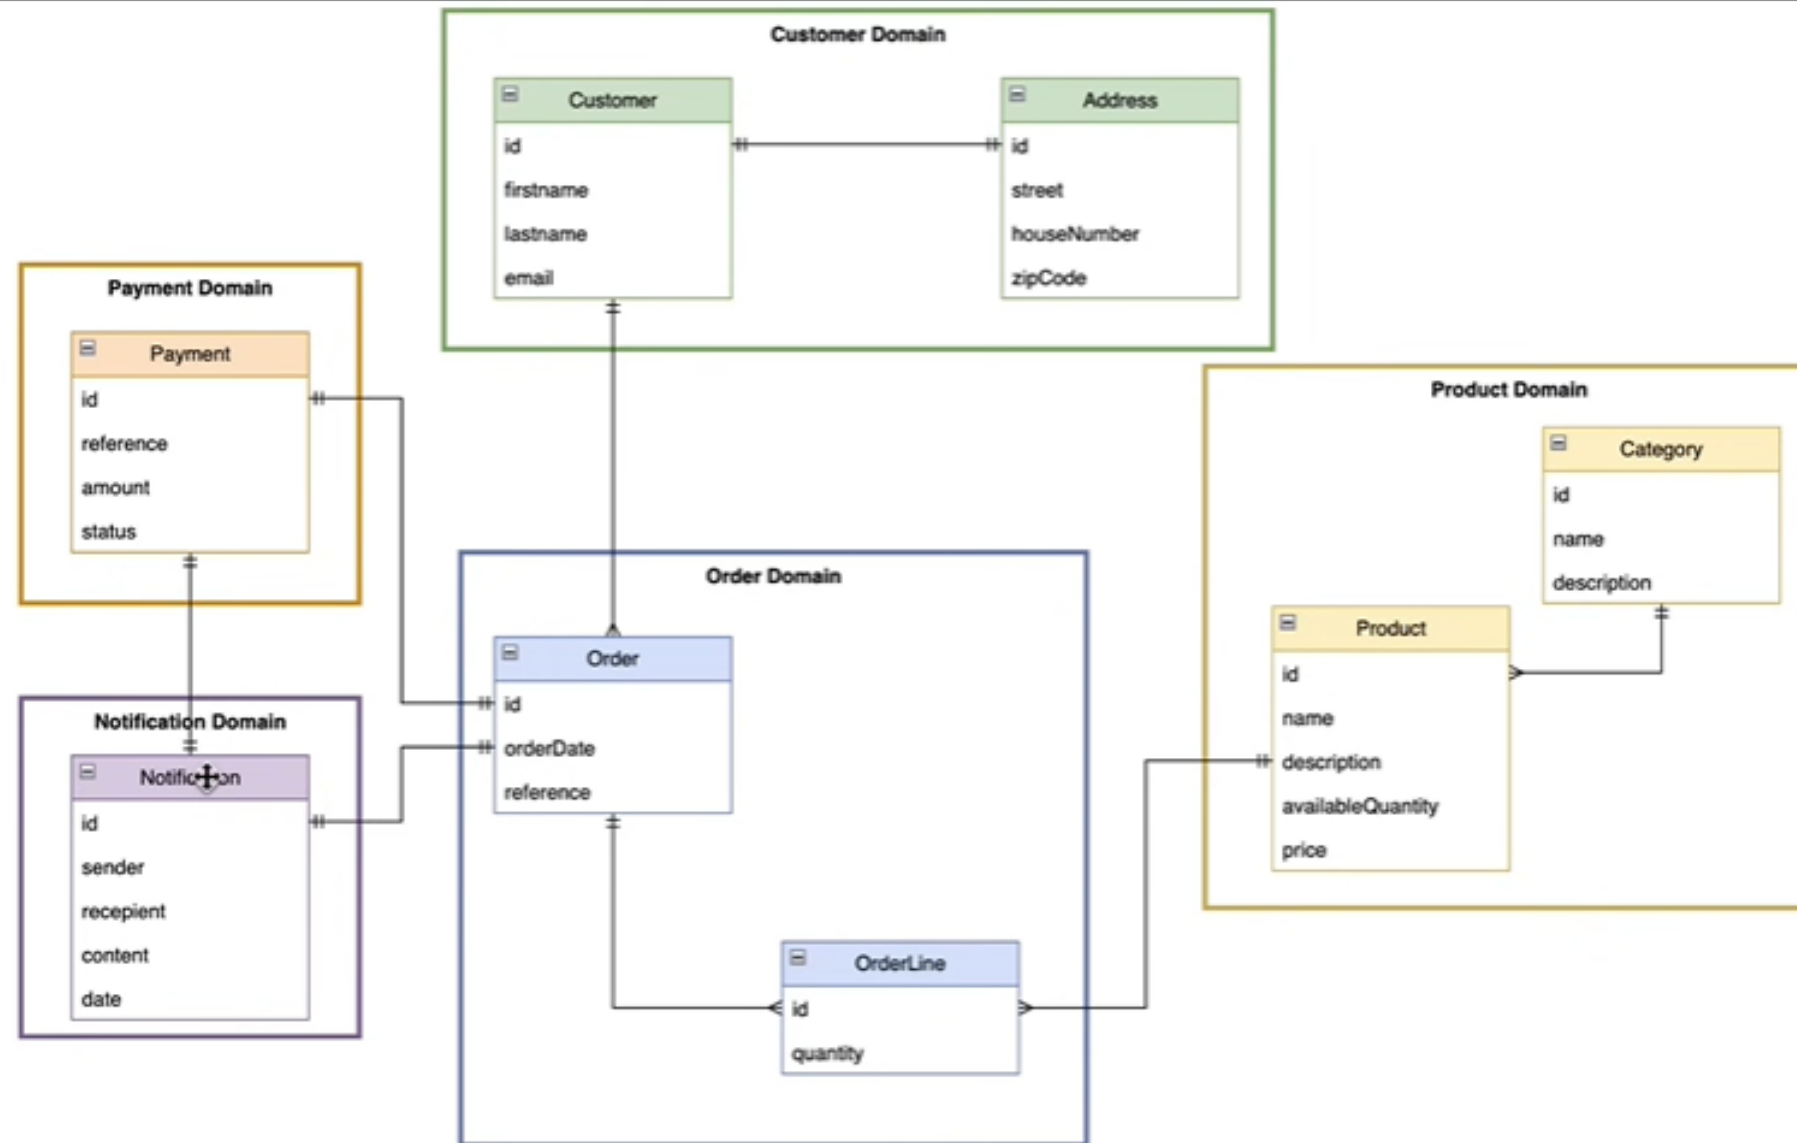 Customer Domain
Customer
id
firstname
lastname
email
Address
id
street
houseNumber
zipCode
Payment Domain
Payment
id
reference
amount
status
Product Domain
Category
id
name
description
Product
id
name
description
availableQuantity
price
Order Domain
Order
id
orderDate
reference
OrderLine
id
quantity
Notification Domain
id
sender
recepient
content
date